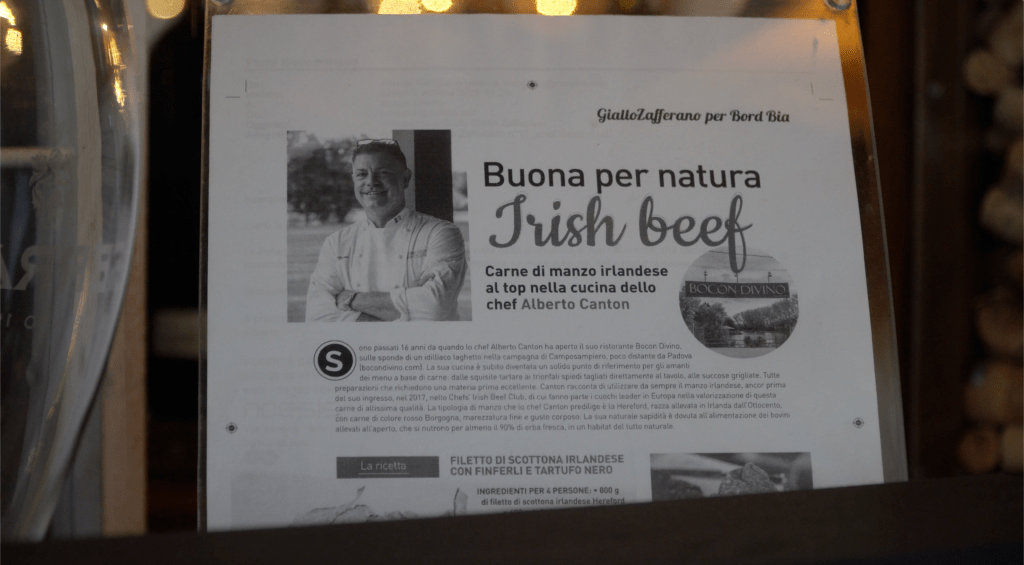 GialloZafferano per Bord Bia
Buona per natura
Irish beef
Carne di manzo irlandese
al top nella cucina dello
chef Alberto Canton
BOCON DIVINO
Sono passati 16 anni da quando lo chef Alberto Canton ha aperto il suo ristorante Bocon Divino,
sulle sponde di un idilliaco laghetto nella campagna di Camposampiero, poco distante da Padova
(bocondivino.com). La sua cucina è subito diventata un solido punto di riferimento per gli amanti
dei menu a base di carne: dalle squisite tartare ai trionfali spiedi tagliati direttamente al tavolo, alle succose grigliate. Tutte
preparazioni che richiedono una materia prima eccellente. Canton racconta di utilizzare da sempre il manzo irlandese, ancor prima
del suo ingresso, nel 2017, nello Chefs' Irish Beef Club, di cui fanno parte i cuochi leader in Europa nella valorizzazione di questa
carne di altissima qualità. La tipologia di manzo che lo chef Canton predilige è la Hereford, razza allevata in Irlanda dall'Ottocento,
con carne di colore rosso Borgogna, marezzatura fine e gusto corposo. La sua naturale sapidità è dovuta all'alimentazione dei bovini
allevati all'aperto, che si nutrono per almeno il 90% di erba fresca, in un habitat del tutto naturale.
La ricetta
FILETTO DI SCOTTONA IRLANDESE
CON FINFERLI E TARTUFO NERO
INGREDIENTI PER 4 PERSONE: • 800 g
di filetto di scottona irlandese Hereford